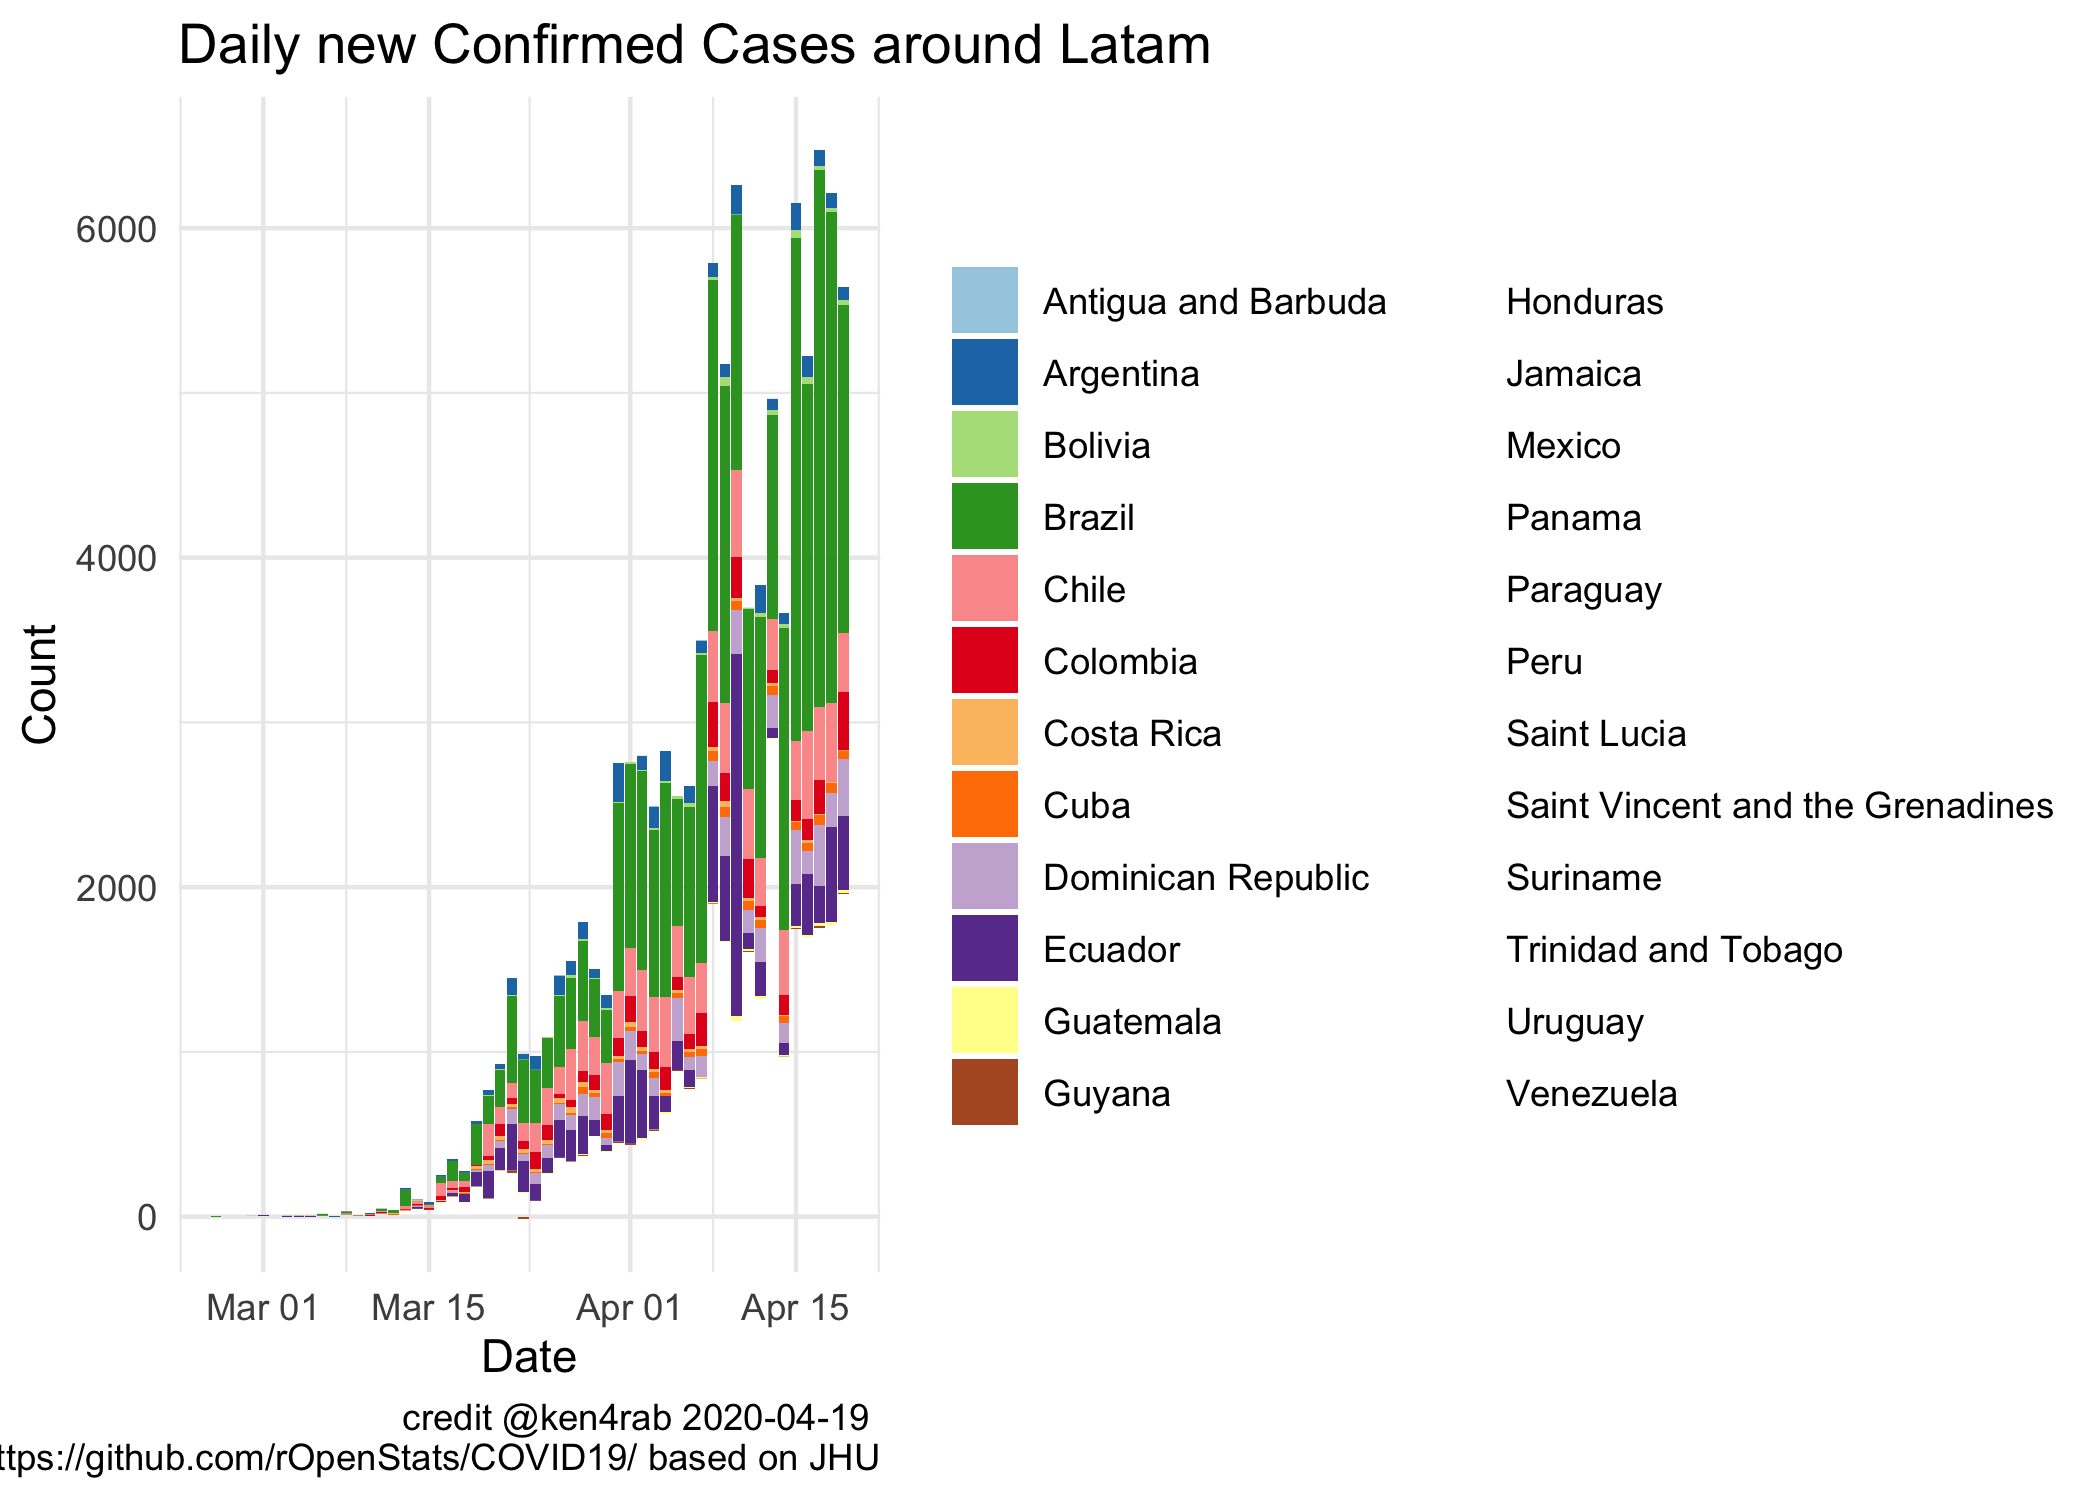 Daily new Confirmed Cases around Latam
6000
4000
2000
0
Count
Mar 01
Mar 15
Apr 01
Apr 15
Date
Antigua and Barbuda
Argentina
Bolivia
Brazil
Chile
Colombia
Costa Rica
Cuba
Dominican Republic
Ecuador
Guatemala
Guyana
Honduras
Jamaica
Mexico
Panama
Paraguay
Peru
Saint Lucia
Saint Vincent and the Grenadines
Suriname
Trinidad and Tobago
Uruguay
Venezuela
credit @ken4rab 2020-04-19
ttps://github.com/rOpenStats/COVID19/ based on JHU